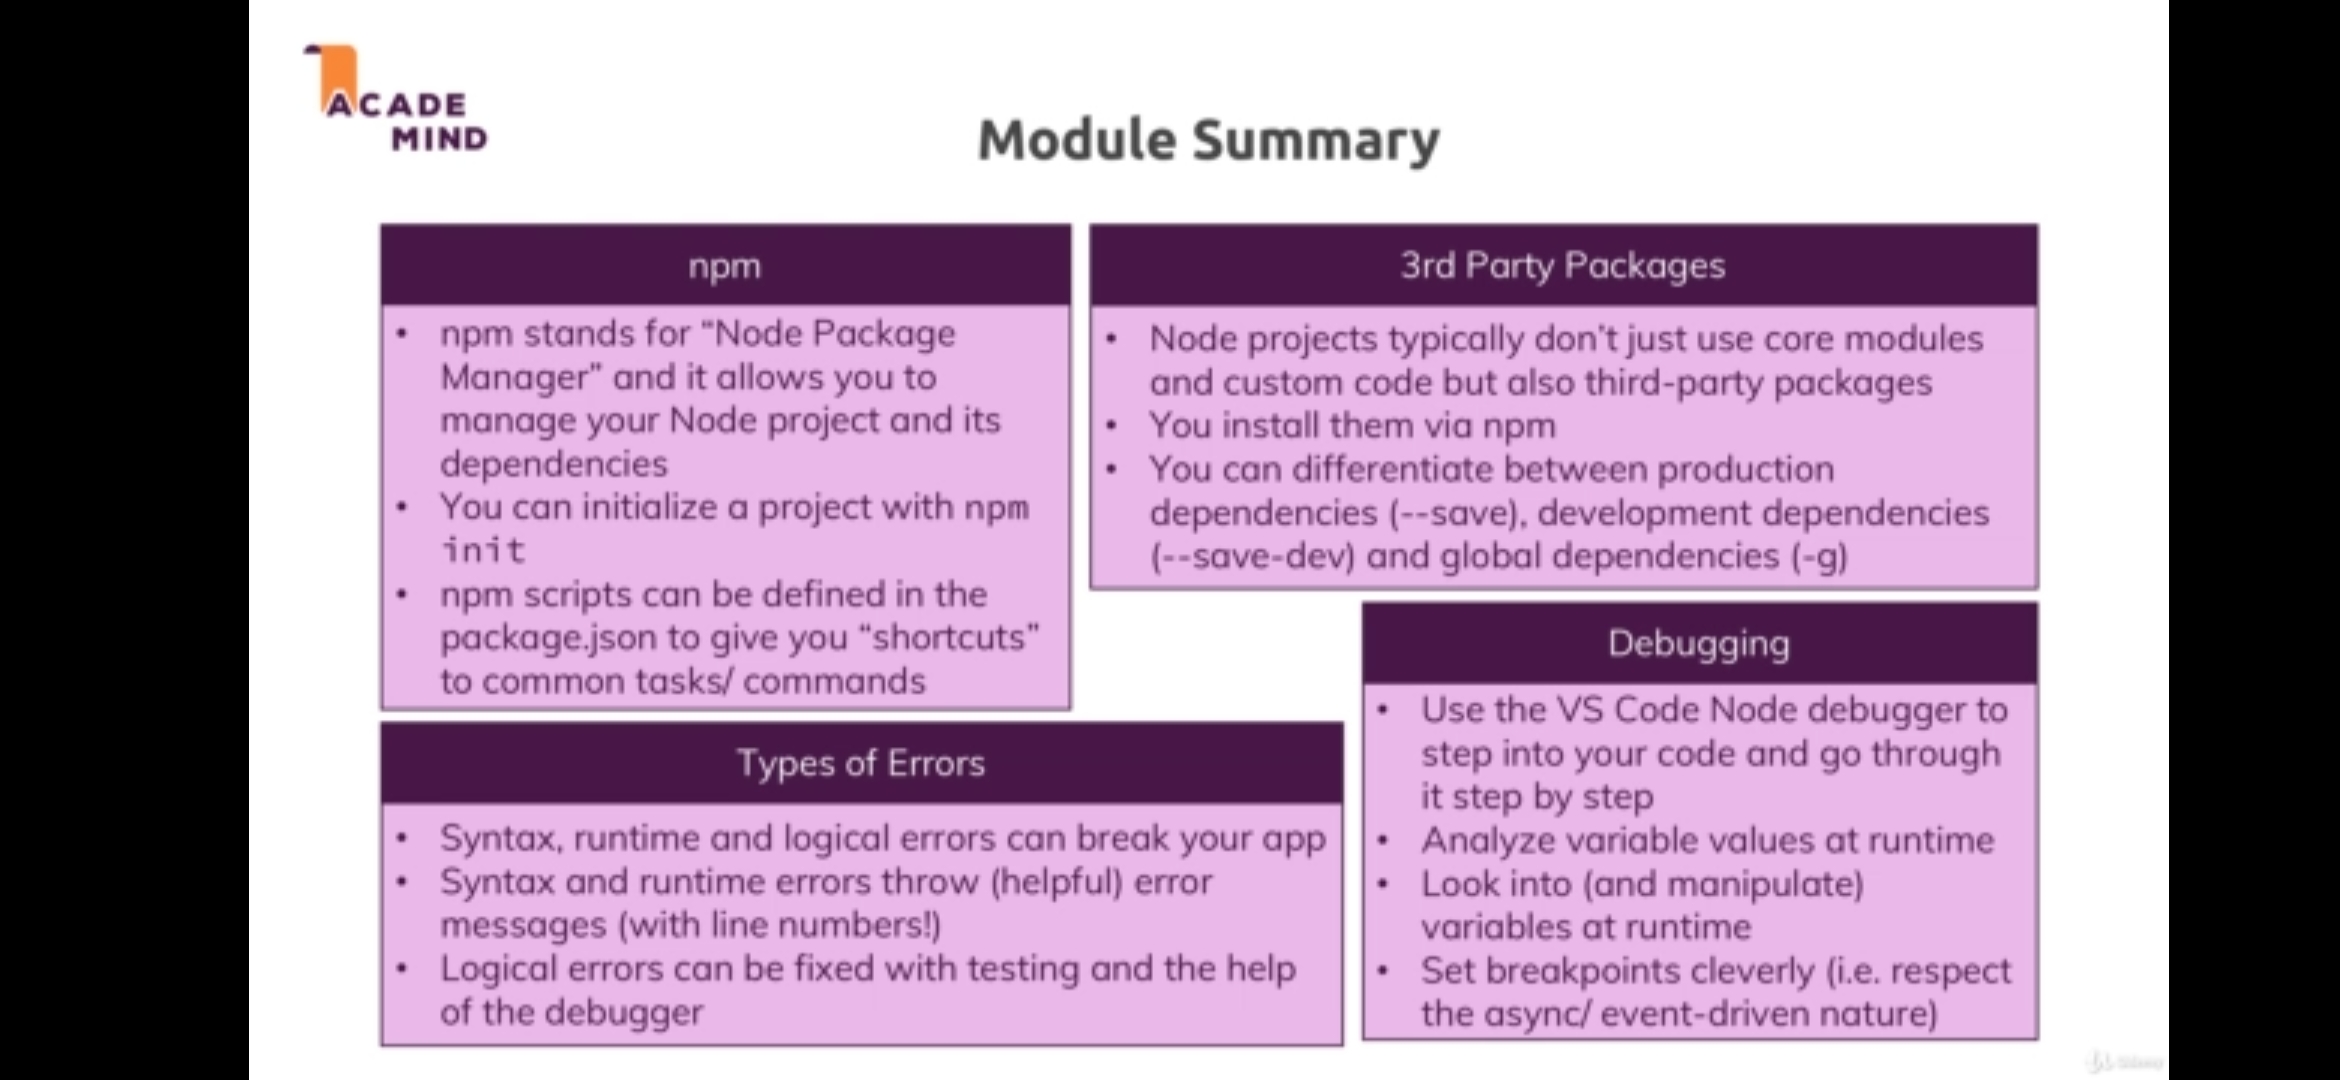 ACADE
MIND
Module Summary
npm
• npm stands for “Node Package
Manager” and it allows you to
manage your Node project and its
dependencies
• You can initialize a project with npm
init
• npm scripts can be defined in the
package.json to give you “shortcuts”
to common tasks/ commands
3rd Party Packages
• Node projects typically don’t just use core modules
and custom code but also third-party packages
• You install them via npm
• You can differentiate between production
dependencies (--save), development dependencies
(--save-dev) and global dependencies (-g)
Types of Errors
• Syntax, runtime and logical errors can break your app
• Syntax and runtime errors throw (helpful) error
messages (with line numbers!)
• Logical errors can be fixed with testing and the help
of the debugger
Debugging
• Use the VS Code Node debugger to
step into your code and go through
it step by step
• Analyze variable values at runtime
• Look into (and manipulate)
variables at runtime
• Set breakpoints cleverly (i.e. respect
the async/ event-driven nature)